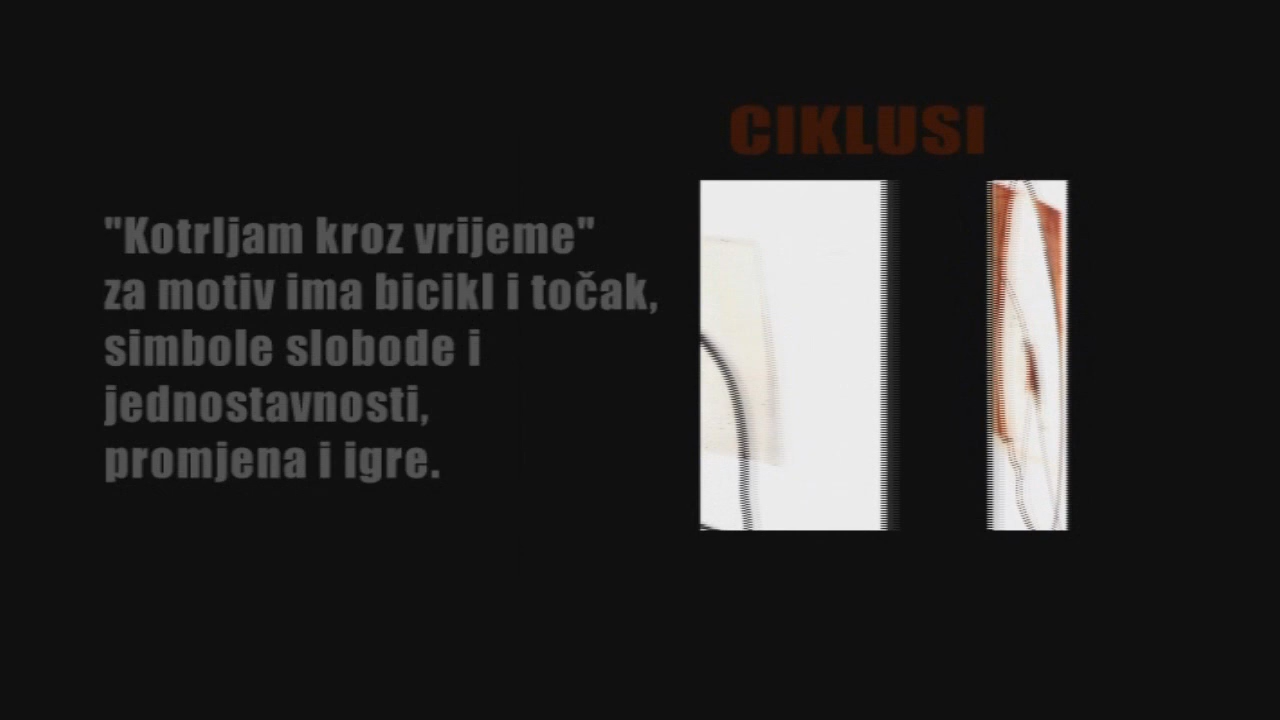 CIKLUSI
"Kotrljam kroz vrijeme"
za motiv ima bicikl i točak,
simbole slobode i
jednostavnosti,
promjena i igre.